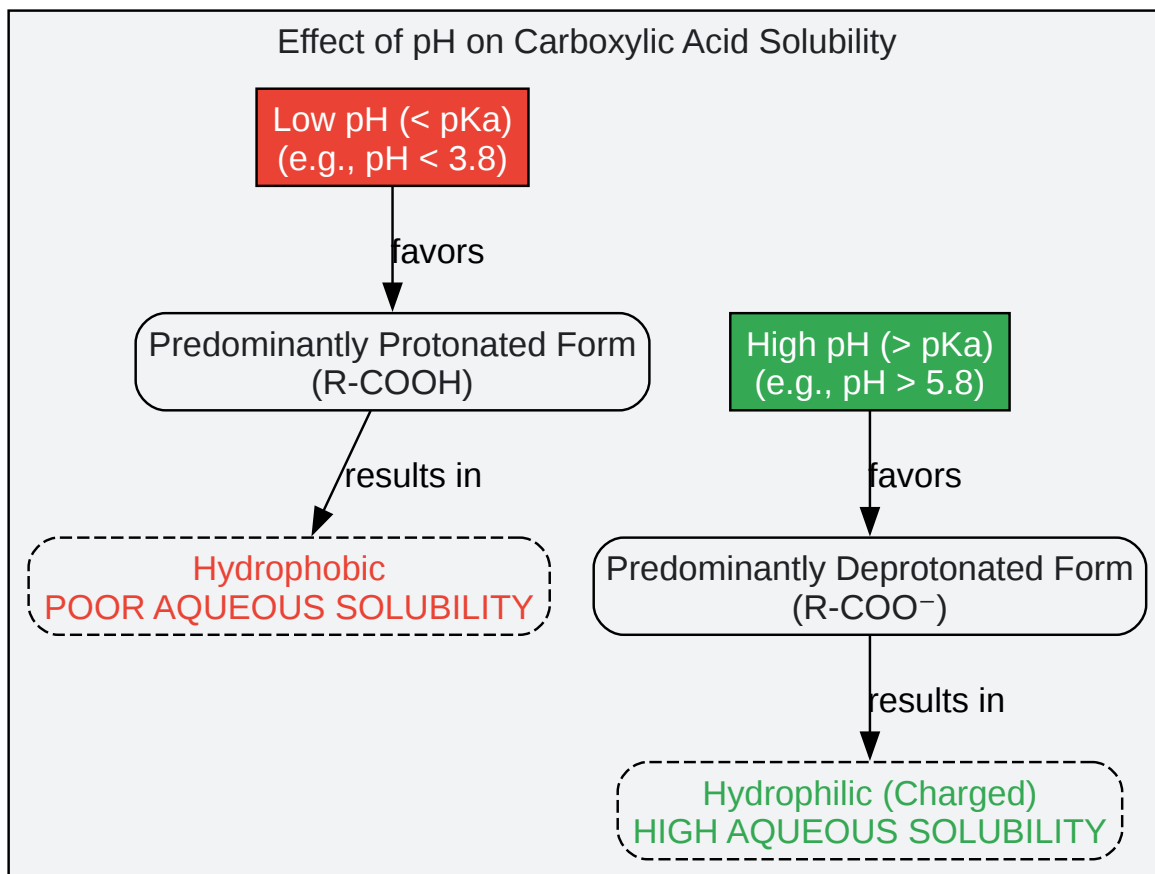 Effect of pH on Carboxylic Acid Solubility
Low pH (< pKa)
(e.g., pH < 3.8)
favors
Predominantly Protonated Form
(R-COOH)
results in
Hydrophobic
POOR AQUEOUS SOLUBILITY
High pH (> pKa)
(e.g., pH > 5.8)
favors
Predominantly Deprotonated Form
(R-COO⁻)
results in
Hydrophilic (Charged)
HIGH AQUEOUS SOLUBILITY